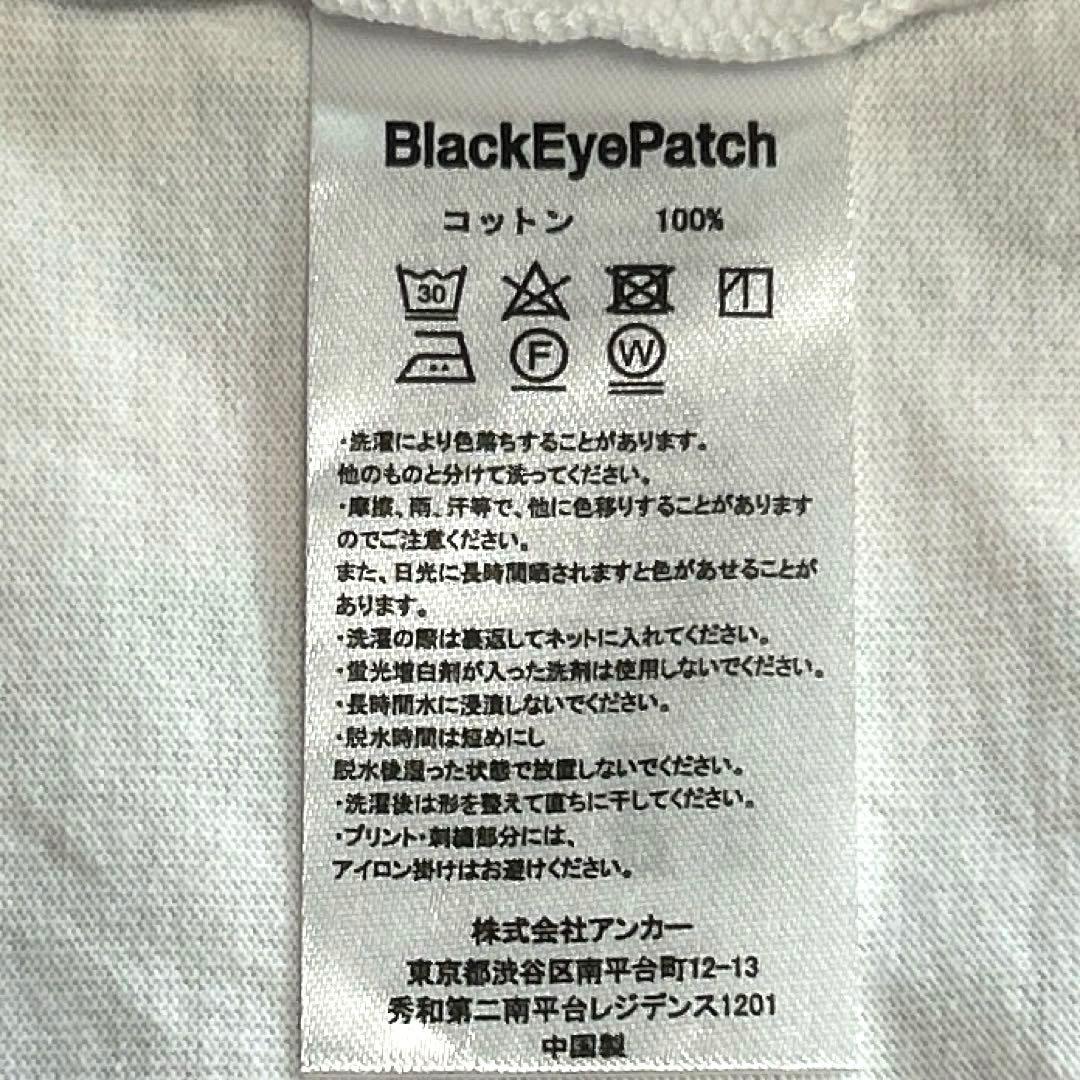 BlackEyePatch
コットン 100%
30
F W
・洗濯により色落ちすることがあります。
他のものと分けて洗ってください。
・摩擦、雨、汗等で、他に色移りすることがあります
のでご注意ください。
また、日光に長時間晒されますと色があせることが
あります。
・洗濯の際は裏返してネットに入れてください。
・蛍光増白剤が入った洗剤は使用しないでください。
・長時間水に浸漬しないでください。
・脱水時間は短めにし
脱水後湿った状態で放置しないでください。
・洗濯後は形を整えて直ちに干してください。
・プリント・刺繍部分には、
アイロン掛けはお避けください。
株式会社アンカー
東京都渋谷区南平台町12-13
秀和第二南平台レジデンス1201
中国製